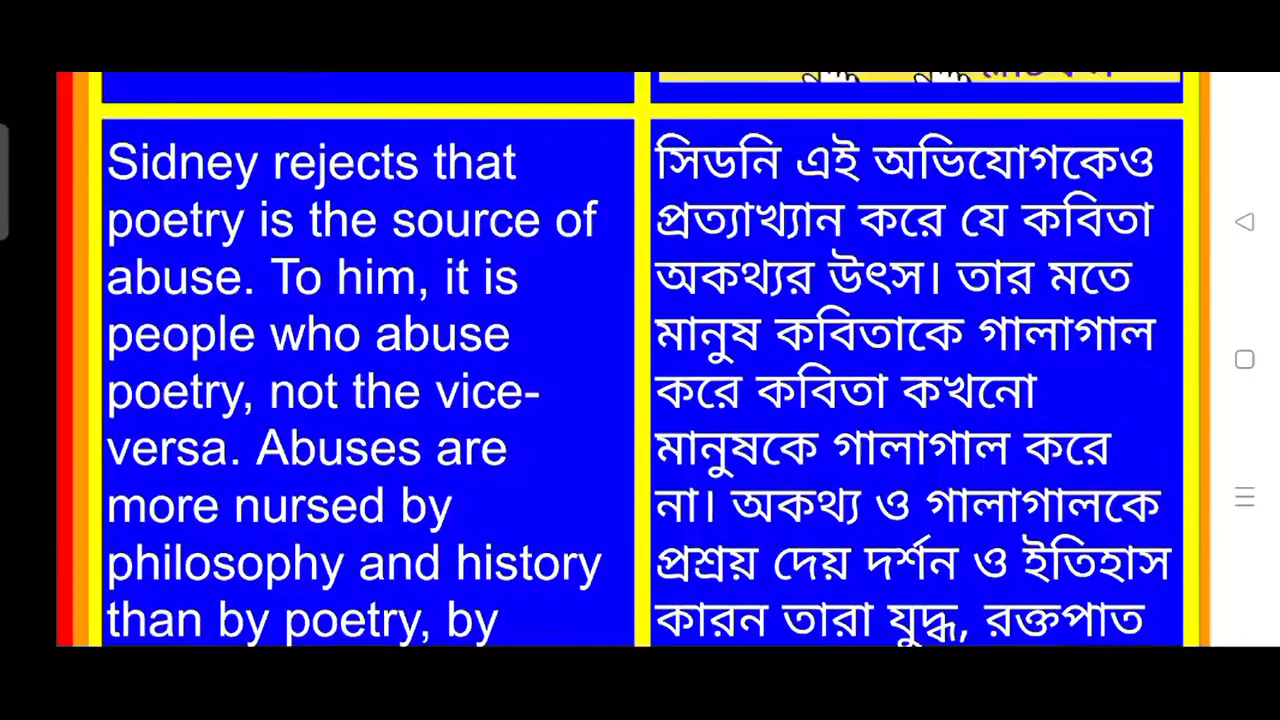 Sidney rejects that
poetry is the source of
abuse. To him, it is
people who abuse
poetry, not the vice-
versa. Abuses are
more nursed by
philosophy and history
than by poetry, by
সিডনি এই অভিযোগকেও
প্রত্যাখ্যান করে যে কবিতা
অকথ্যর উৎস। তার মতে
মানুষ কবিতাকে গালাগাল
করে কবিতা কখনো
মানুষকে গালাগাল করে
না। অকথ্য ও গালাগালকে
প্রশ্রয় দেয় দর্শন ও ইতিহাস
কারন তারা যুদ্ধ, রক্তপাত